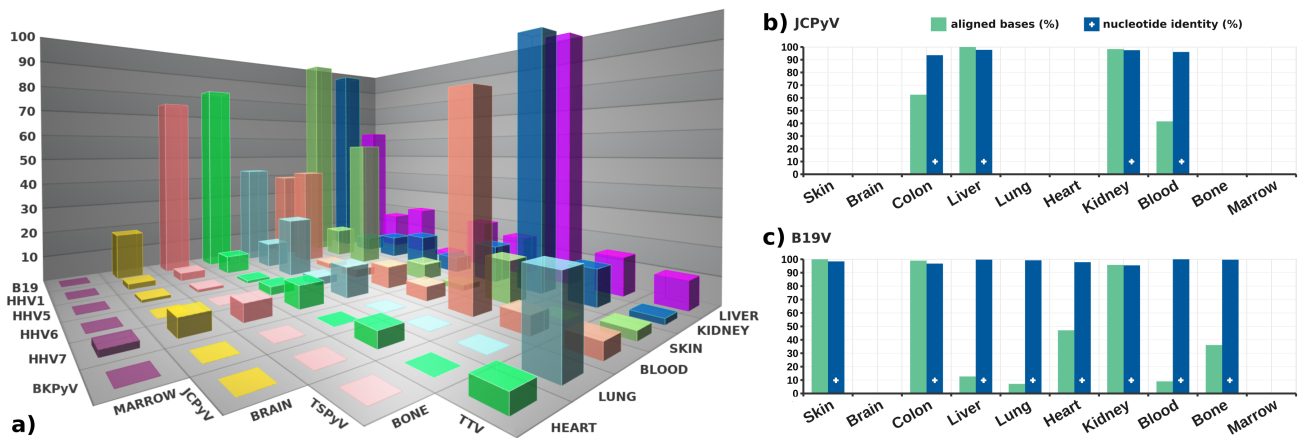 a)
100
90
80
70
60
50
40
30
20
10
B19
HHV1
HHV5
HHV6
HHV7
BKPyV
JCPyV
TSPyV
TTV
MARROW
BRAIN
BONE
HEART
LUNG
BLOOD
SKIN
KIDNEY
LIVER
b) JCPyV
aligned bases (%)
+ nucleotide identity (%)
100
90
80
70
60
50
40
30
20
10
0
Skin Brain Colon Liver Lung Heart Kidney Blood Bone Marrow
c) B19V
100
90
80
70
60
50
40
30
20
10
0
Skin Brain Colon Liver Lung Heart Kidney Blood Bone Marrow